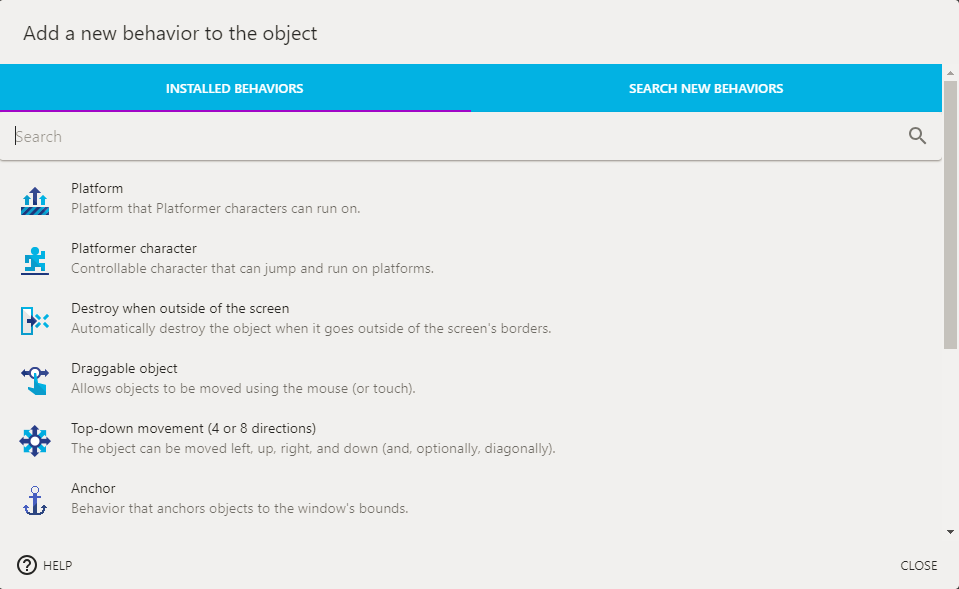 Add a new behavior to the object
INSTALLED BEHAVIORS
SEARCH NEW BEHAVIORS
Search
Platform
Platform that Platformer characters can run on.
Platformer character
Controllable character that can jump and run on platforms.
Destroy when outside of the screen
Automatically destroy the object when it goes outside of the screen's borders.
Draggable object
Allows objects to be moved using the mouse (or touch).
Top-down movement (4 or 8 directions)
The object can be moved left, up, right, and down (and, optionally, diagonally).
Anchor
Behavior that anchors objects to the window's bounds.
? HELP
CLOSE